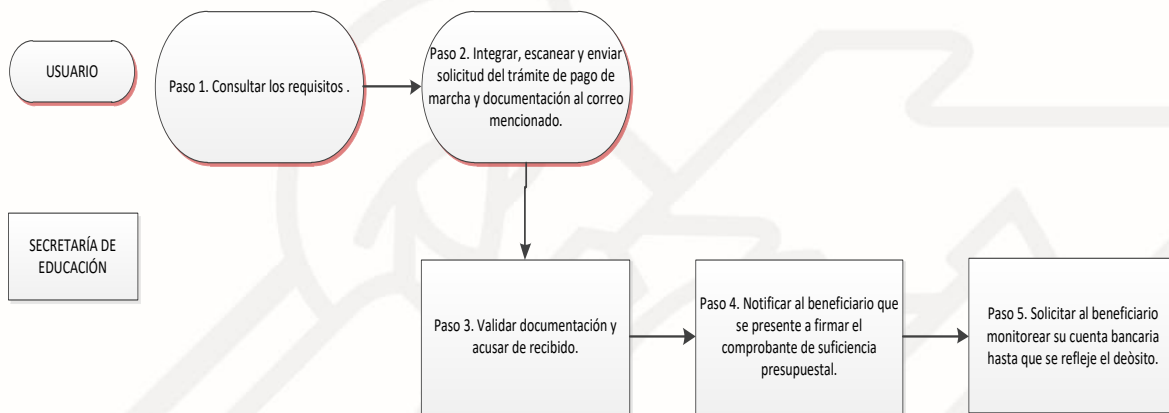 USUARIO
Paso 1. Consultar los requisitos .
Paso 2. Integrar, escanear y enviar
solicitud del trámite de pago de
marcha y documentación al correo
mencionado.
SECRETARÍA DE
EDUCACIÓN
Paso 3. Validar documentación y
acusar de recibido.
Paso 4. Notificar al beneficiario que
se presente a firmar el
comprobante de suficiencia
presupuestal.
Paso 5. Solicitar al beneficiario
monitorear su cuenta bancaria
hasta que se refleje el deòsito.